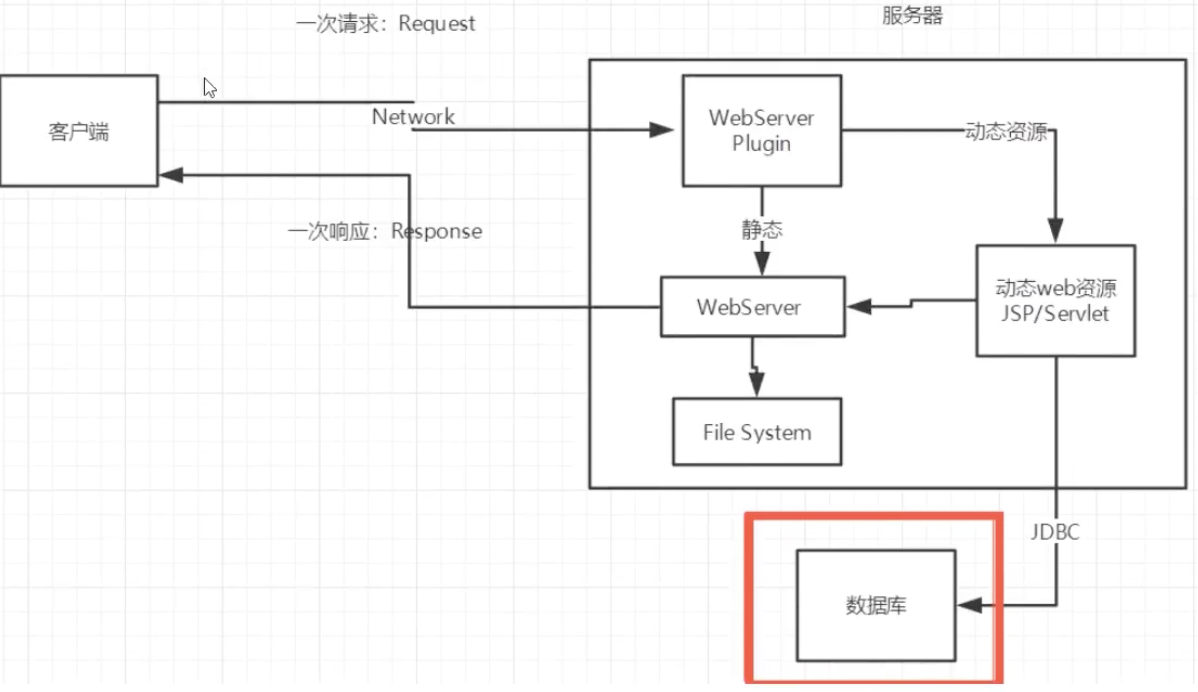 一次请求：Request
服务器
客户端
Network
WebServer
Plugin
动态资源
一次响应：Response
静态
WebServer
动态web资源
JSP/Servlet
File System
JDBC
数据库